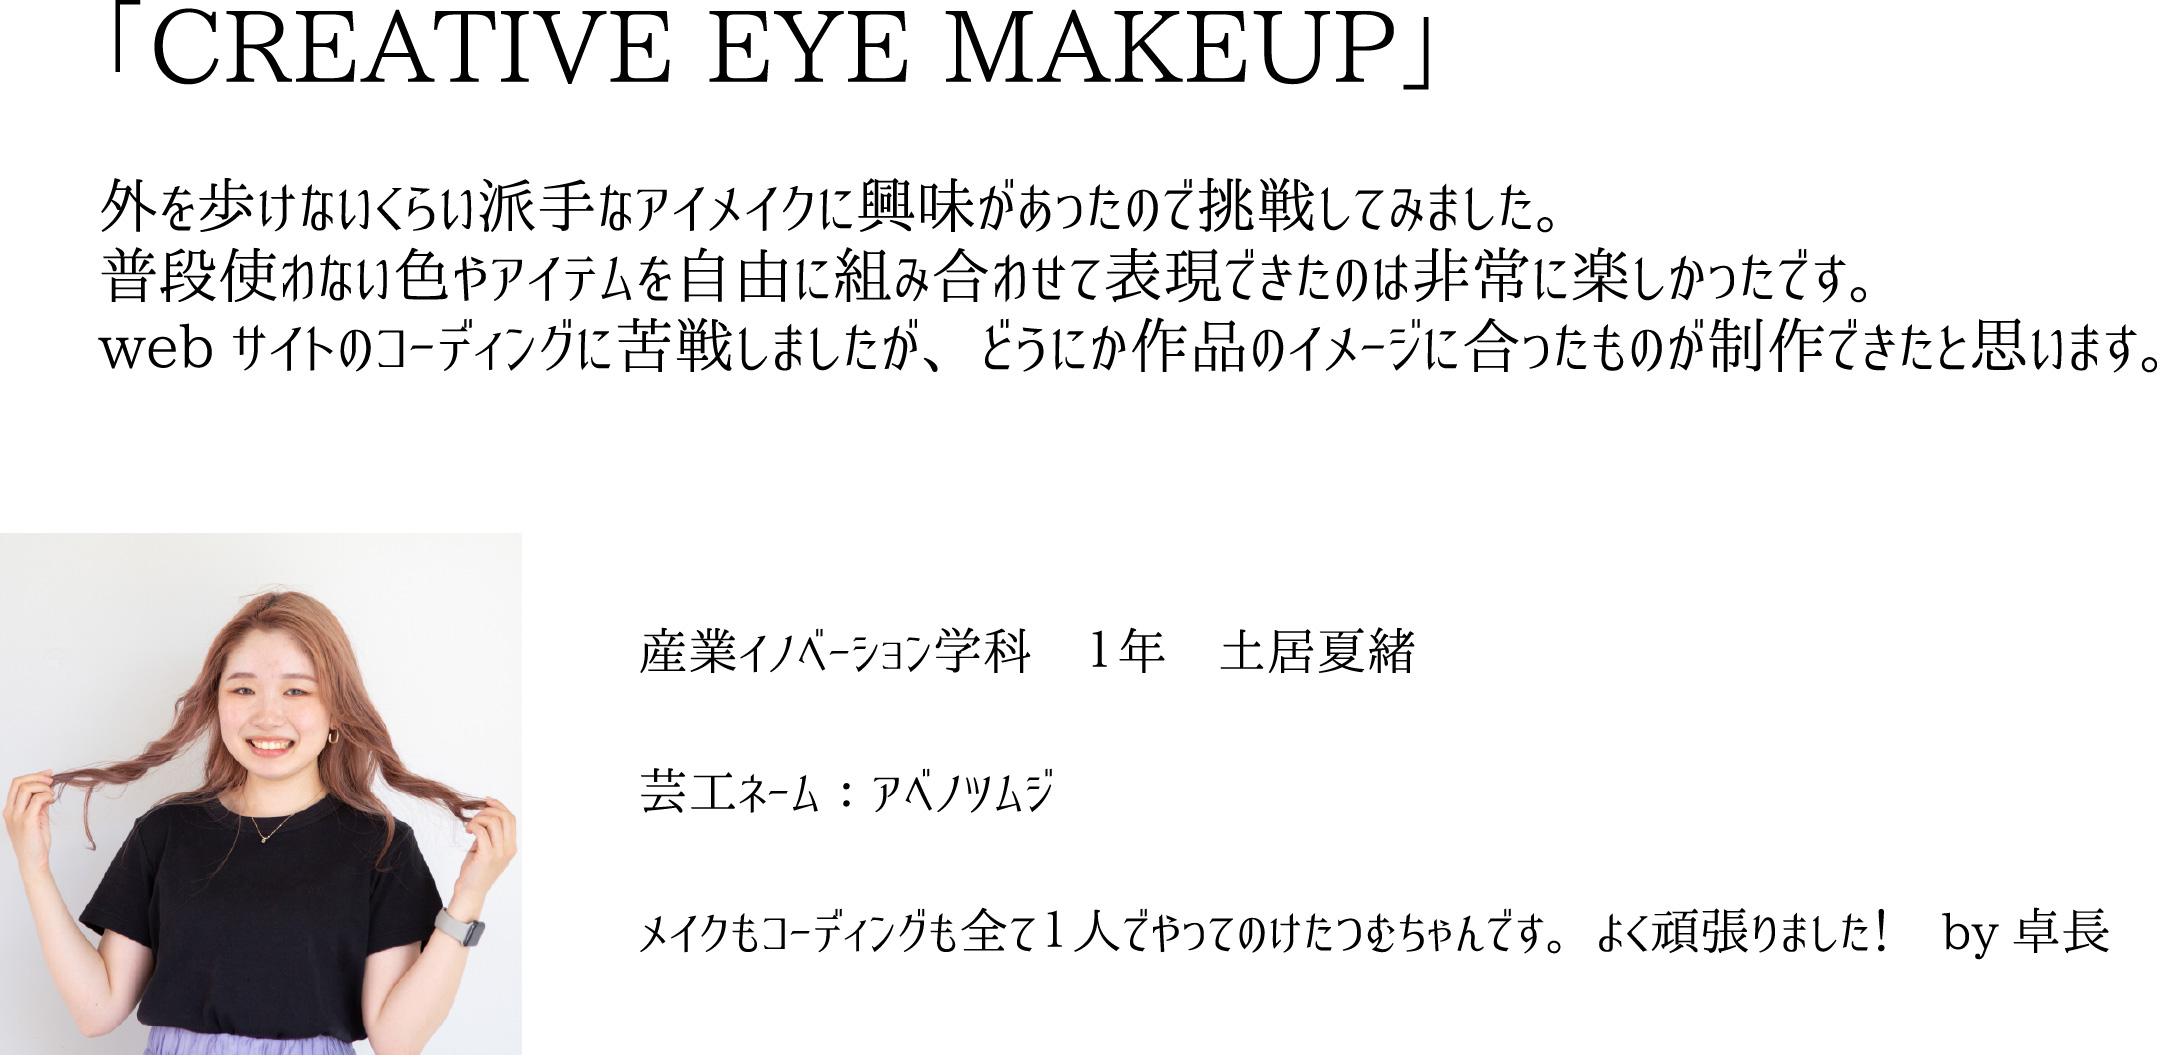 「CREATIVE EYE MAKEUP」
外を歩けないくらい派手なアイメイクに興味があったので挑戦してみました。
普段使わない色やアイテムを自由に組み合わせて表現できたのは非常に楽しかったです。
web サイトのコーディングに苦戦しましたが、どうにか作品のイメージに合ったものが制作できたと思います。
産業イノベーション学科　1年　土居夏緒
芸工ネーム：アベノツムジ
メイクもコーディングも全て1人でやってのけたつむちゃんです。よく頑張りました！　by 卓長